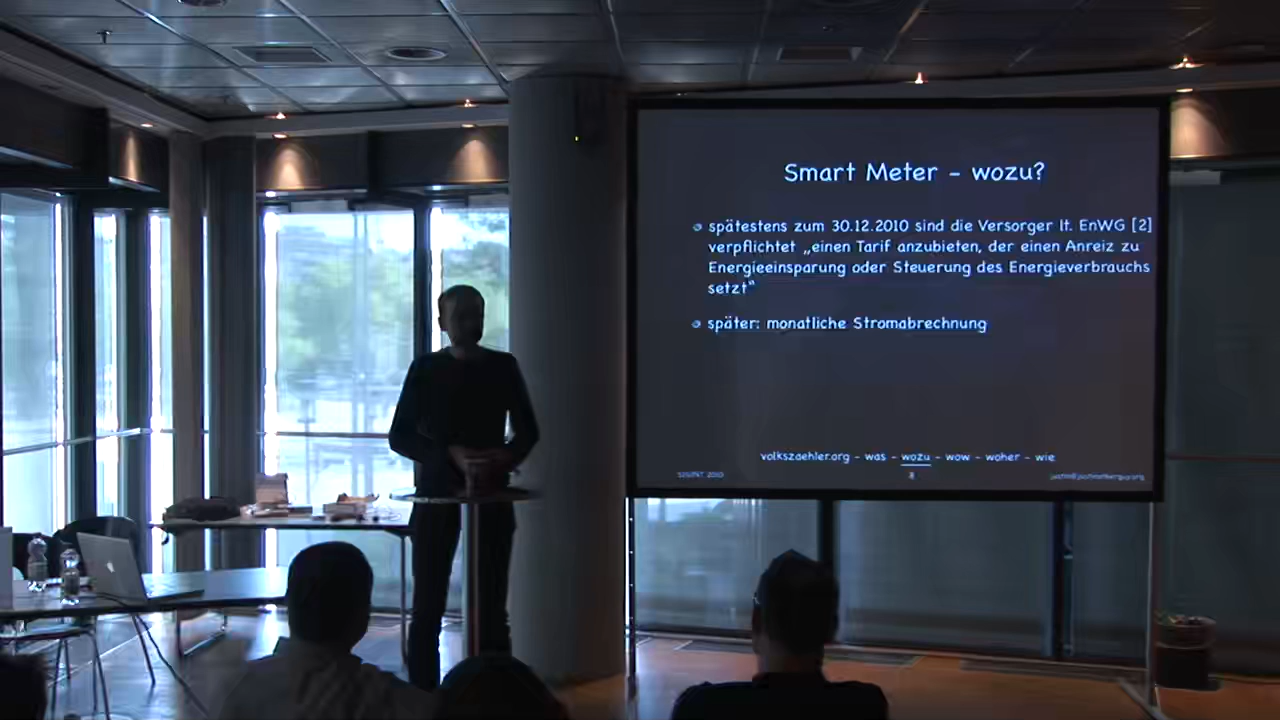 Smart Meter - wozu?
spätestens zum 30.12.2010 sind die Versorger lt. EnWG [2]
verpflichtet „einen Tarif anzubieten, der einen Anreiz zu
Energieeinsparung oder Steuerung des Energieverbrauchs
setzt“
später: monatliche Stromabrechnung
volkszaehler.org - was - wozu - wow - woher - wie